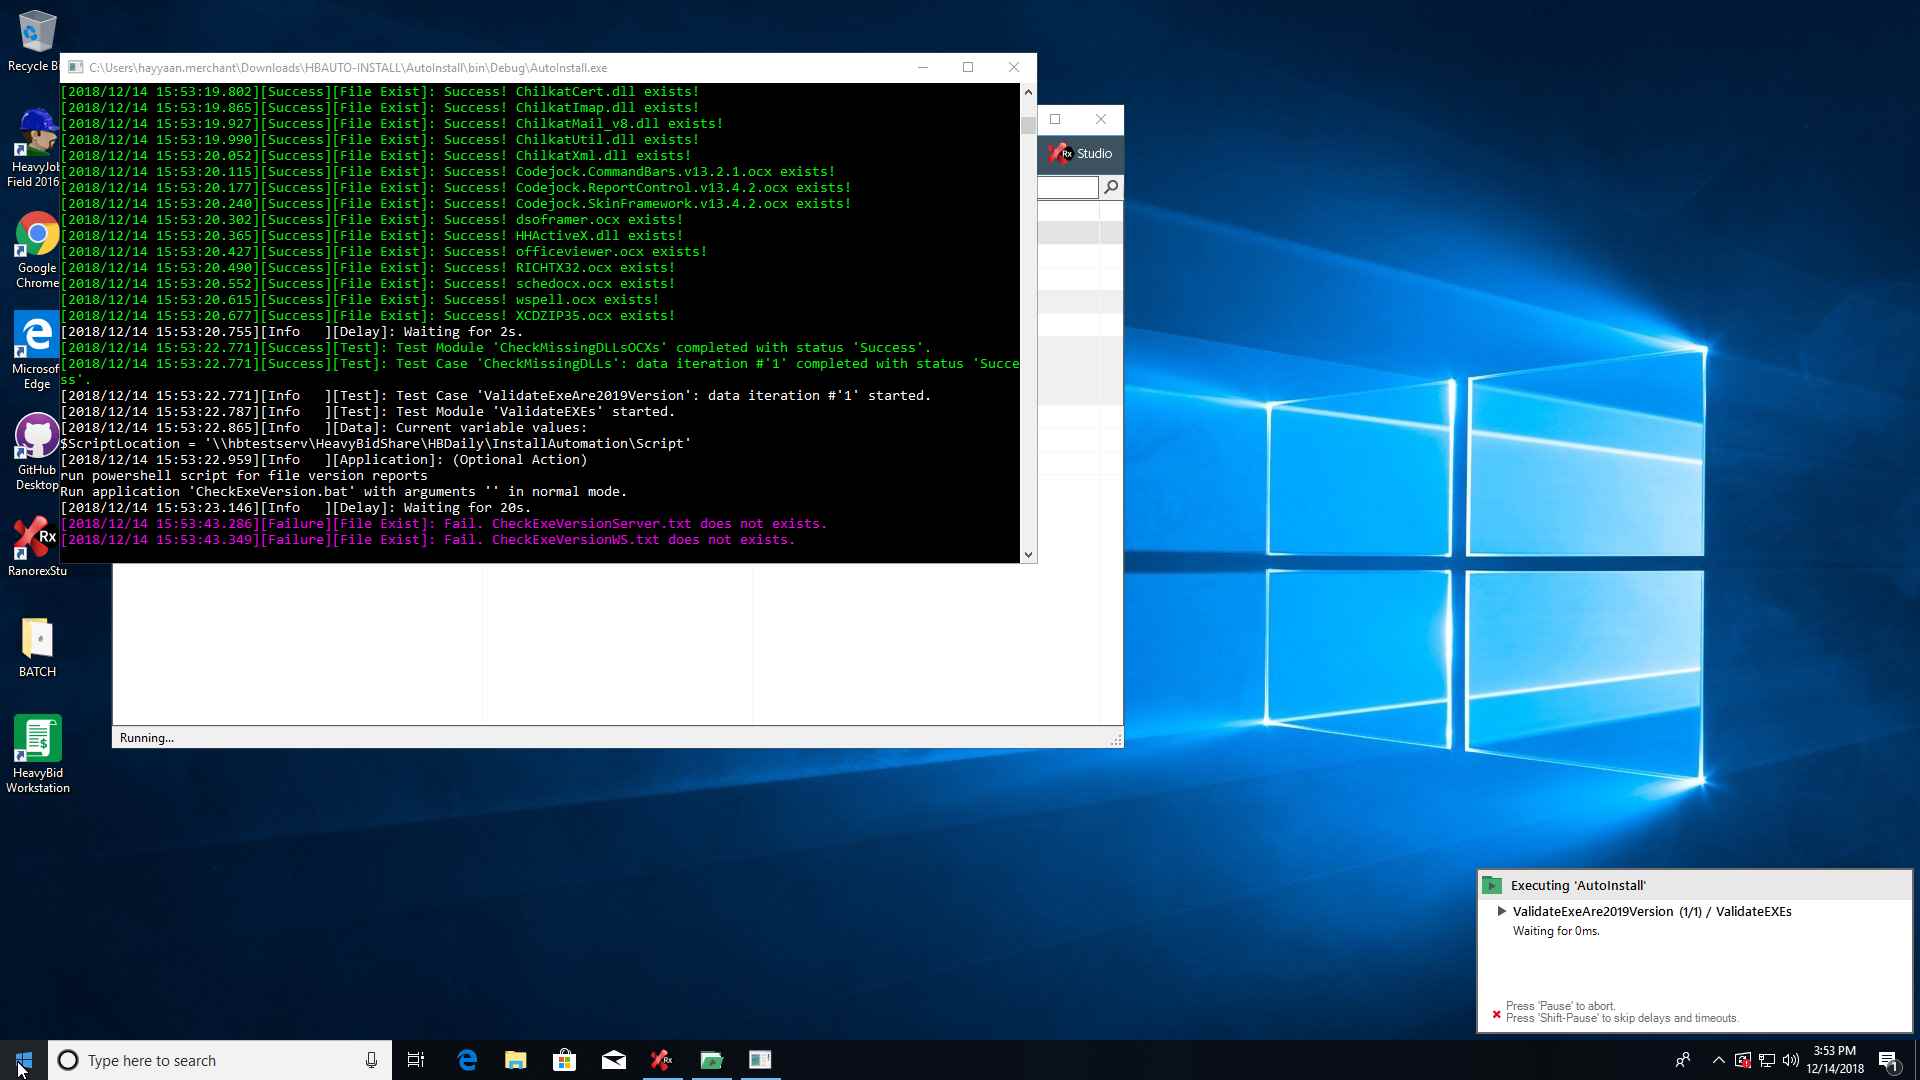 Recycle B
HeavyJob
Field 2016
Google
Chrome
Microsof
Edge
GitHub
Desktop
RanorexStu
BATCH
HeavyBid
Workstation
C:\Users\hayyaan.merchant\Downloads\HBAUTO-INSTALL\AutoInstall\bin\Debug\AutoInstall.exe
[2018/12/14 15:53:19.802][Success][File Exist]: Success! ChilkatCert.dll exists!
[2018/12/14 15:53:19.865][Success][File Exist]: Success! ChilkatImap.dll exists!
[2018/12/14 15:53:19.927][Success][File Exist]: Success! ChilkatMail_v8.dll exists!
[2018/12/14 15:53:19.990][Success][File Exist]: Success! ChilkatUtil.dll exists!
[2018/12/14 15:53:20.052][Success][File Exist]: Success! ChilkatXml.dll exists!
[2018/12/14 15:53:20.115][Success][File Exist]: Success! Codejock.CommandBars.v13.2.1.ocx exists!
[2018/12/14 15:53:20.177][Success][File Exist]: Success! Codejock.ReportControl.v13.4.2.ocx exists!
[2018/12/14 15:53:20.240][Success][File Exist]: Success! Codejock.SkinFramework.v13.4.2.ocx exists!
[2018/12/14 15:53:20.302][Success][File Exist]: Success! dsoframer.ocx exists!
[2018/12/14 15:53:20.365][Success][File Exist]: Success! HHActiveX.dll exists!
[2018/12/14 15:53:20.427][Success][File Exist]: Success! officeviewer.ocx exists!
[2018/12/14 15:53:20.490][Success][File Exist]: Success! RICHTX32.ocx exists!
[2018/12/14 15:53:20.552][Success][File Exist]: Success! schedocx.ocx exists!
[2018/12/14 15:53:20.615][Success][File Exist]: Success! wspell.ocx exists!
[2018/12/14 15:53:20.677][Success][File Exist]: Success! XCDZIP35.ocx exists!
[2018/12/14 15:53:20.755][Info   ][Delay]: Waiting for 2s.
[2018/12/14 15:53:22.771][Success][Test]: Test Module 'CheckMissingDLLsOCXs' completed with status 'Success'.
[2018/12/14 15:53:22.771][Success][Test]: Test Case 'CheckMissingDLLs': data iteration #'1' completed with status 'Succe
ss'.
[2018/12/14 15:53:22.771][Info   ][Test]: Test Case 'ValidateExeAre2019Version': data iteration #'1' started.
[2018/12/14 15:53:22.787][Info   ][Test]: Test Module 'ValidateEXEs' started.
[2018/12/14 15:53:22.865][Info   ][Data]: Current variable values:
$ScriptLocation = '\\hbtestserv\HeavyBidShare\HBDaily\InstallAutomation\Script'
[2018/12/14 15:53:22.959][Info   ][Application]: (Optional Action)
run powershell script for file version reports
Run application 'CheckExeVersion.bat' with arguments '' in normal mode.
[2018/12/14 15:53:23.146][Info   ][Delay]: Waiting for 20s.
[2018/12/14 15:53:43.286][Failure][File Exist]: Fail. CheckExeVersionServer.txt does not exists.
[2018/12/14 15:53:43.349][Failure][File Exist]: Fail. CheckExeVersionWS.txt does not exists.
Rx Studio
Running...
Executing 'AutoInstall'
ValidateExeAre2019Version (1/1) / ValidateEXEs
Waiting for 0ms.
Press 'Pause' to abort.
Press 'Shift-Pause' to skip delays and timeouts.
Type here to search
3:53 PM
12/14/2018
1